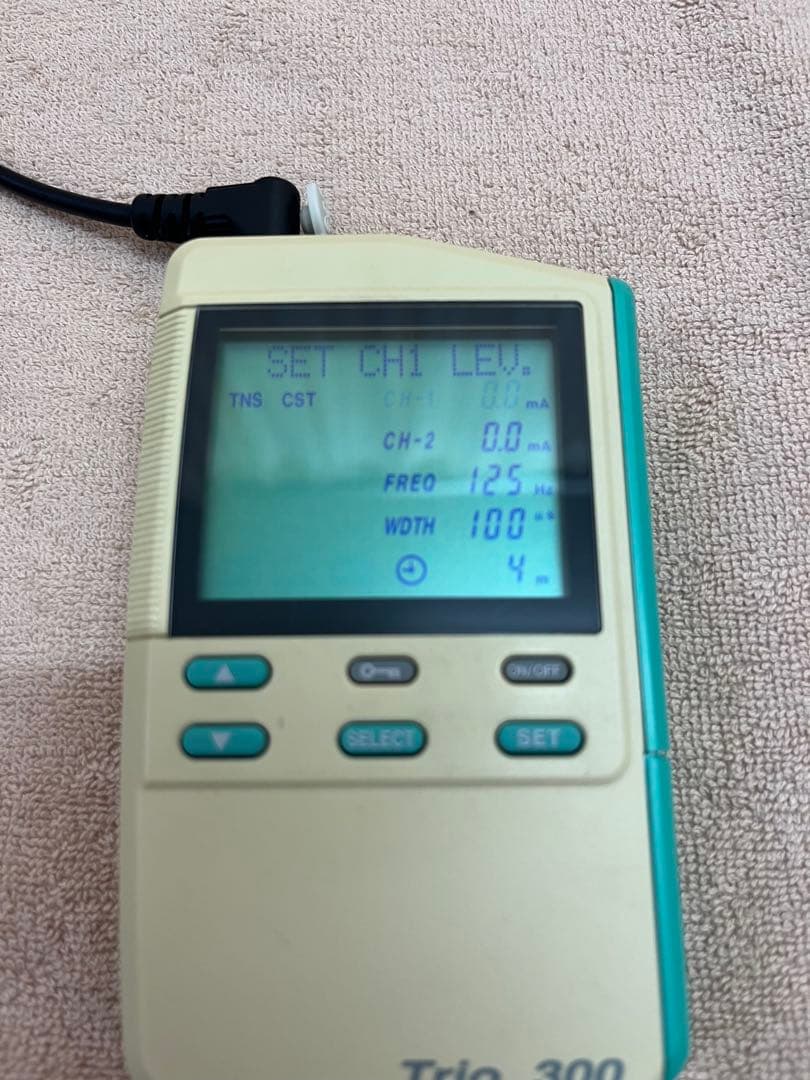 SET CH1 LEV.
TNS CST CH-1 0.0 mA
CH-2 0.0 mA
FREQ 125 Hz
WDTH 100 us
4 m
ON/OFF
SELECT SET
Trio 300